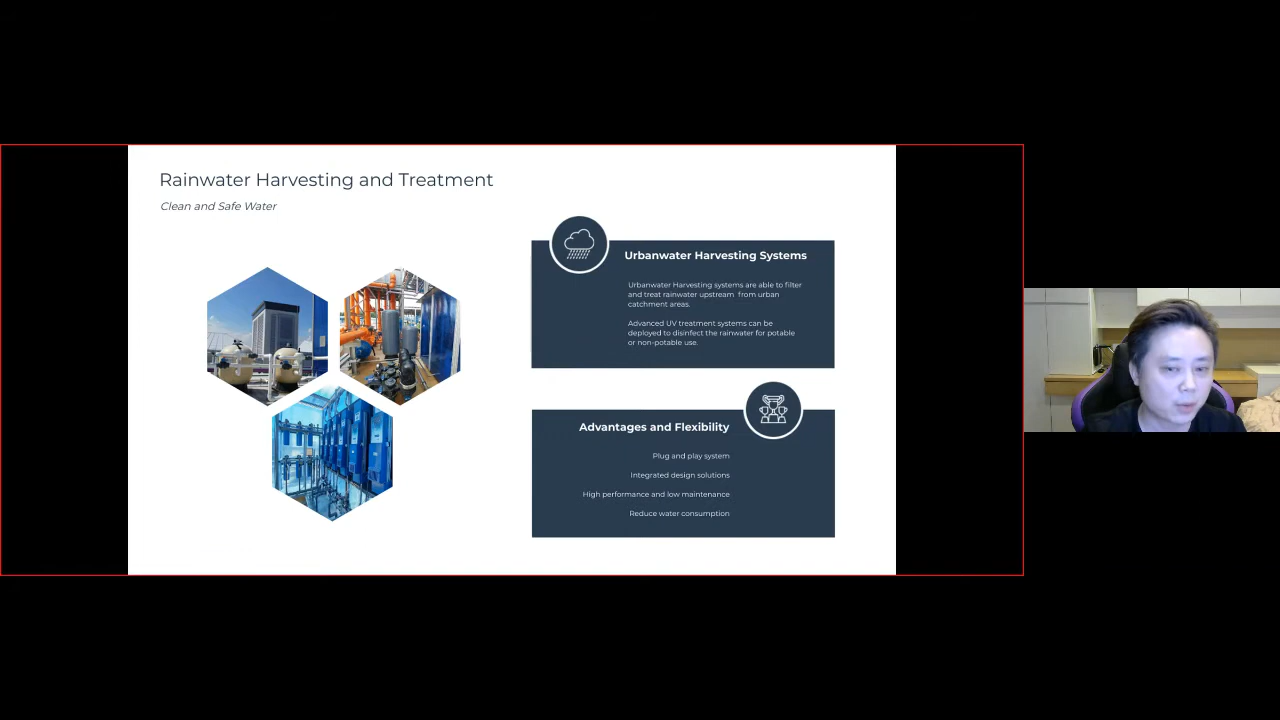 Rainwater Harvesting and Treatment
Clean and Safe Water
Urbanwater Harvesting Systems
Urbanwater Harvesting systems are able to filter
and treat rainwater upstream from urban
catchment areas.
Advanced UV treatment systems can be
deployed to disinfect the rainwater for potable
or non-potable use.
Advantages and Flexibility
Plug and play system
Integrated design solutions
High performance and low maintenance
Reduce water consumption